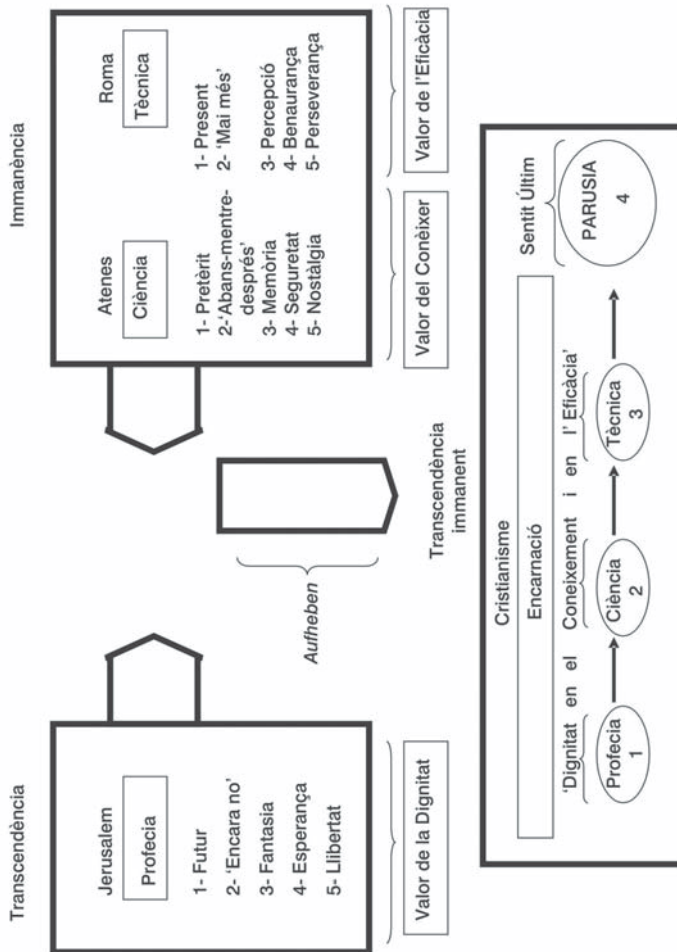 Transcendència
Jerusalem
Profecia
1- Futur
2- ‘Encara no’
3- Fantasia
4- Esperança
5- Llibertat
Valor de la Dignitat
Immanència
Atenes
Ciència
1- Pretèrit
2-‘Abans-mentre-
després’
3- Memòria
4- Seguretat
5- Nostàlgia
Valor del Conèixer
Roma
Tècnica
1- Present
2- ‘Mai més’
3- Percepció
4- Benaurança
5- Perseverança
Valor de l’Eficàcia
Aufheben
Transcendència
immanent
Cristianisme
Encarnació
‘Dignitat en el Coneixement i en l’ Eficàcia’
Profecia
1
Ciència
2
Tècnica
3
Sentit Últim
PARUSIA
4